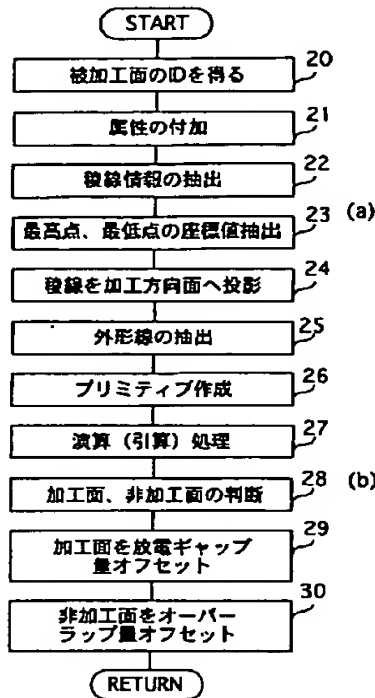 START
20
被加工面のIDを得る
21
属性の付加
22
稜線情報の抽出
23
(a)
最高点、最低点の座標値抽出
24
稜線を加工方向面へ投影
25
外形線の抽出
26
プリミティブ作成
27
演算（引算）処理
28
(b)
加工面、非加工面の判断
29
加工面を放電ギャップ
量オフセット
30
非加工面をオーバー
ラップ量オフセット
RETURN